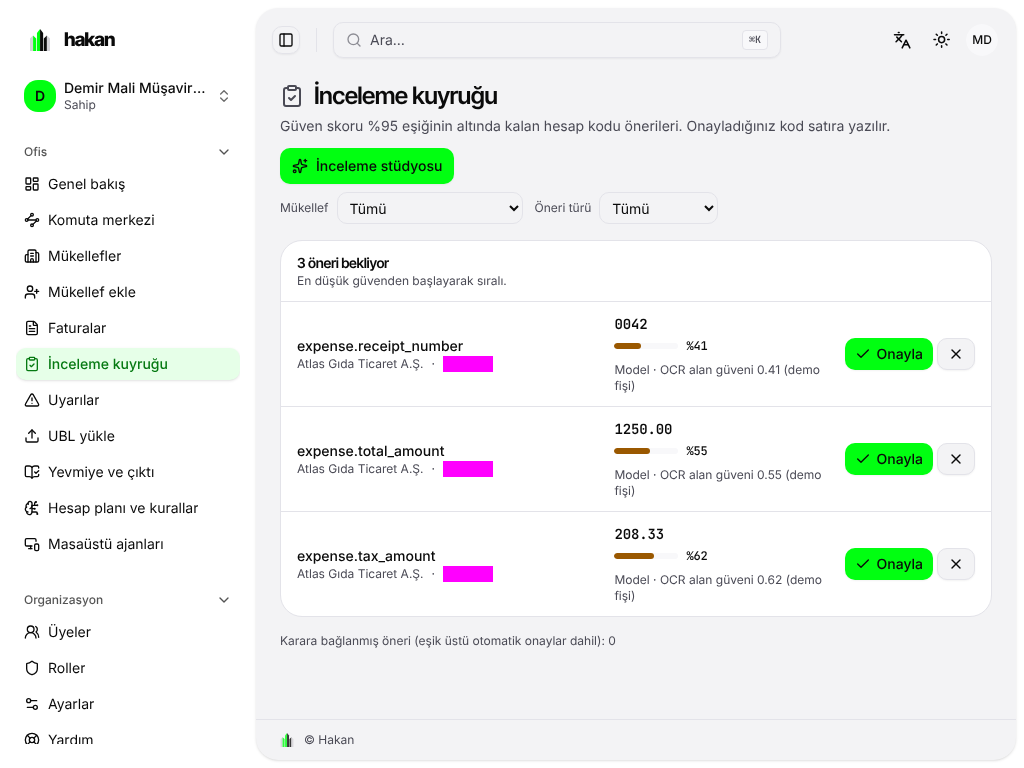 hakan
D
Demir Mali Müşavir...
Sahip
Ofis
Genel bakış
Komuta merkezi
Mükellefler
Mükellef ekle
Faturalar
İnceleme kuyruğu
Uyarılar
UBL yükle
Yevmiye ve çıktı
Hesap planı ve kurallar
Masaüstü ajanları
Organizasyon
Üyeler
Roller
Ayarlar
Yardım
Ara...
⌘K
MD
İnceleme kuyruğu
Güven skoru %95 eşiğinin altında kalan hesap kodu önerileri. Onayladığınız kod satıra yazılır.
İnceleme stüdyosu
Mükellef Tümü Öneri türü Tümü
3 öneri bekliyor
En düşük güvenden başlayarak sıralı.
expense.receipt_number
Atlas Gıda Ticaret A.Ş. ·
0042
%41
Model · OCR alan güveni 0.41 (demo
fişi)
Onayla
expense.total_amount
Atlas Gıda Ticaret A.Ş. ·
1250.00
%55
Model · OCR alan güveni 0.55 (demo
fişi)
Onayla
expense.tax_amount
Atlas Gıda Ticaret A.Ş. ·
208.33
%62
Model · OCR alan güveni 0.62 (demo
fişi)
Onayla
Karara bağlanmış öneri (eşik üstü otomatik onaylar dahil): 0
© Hakan